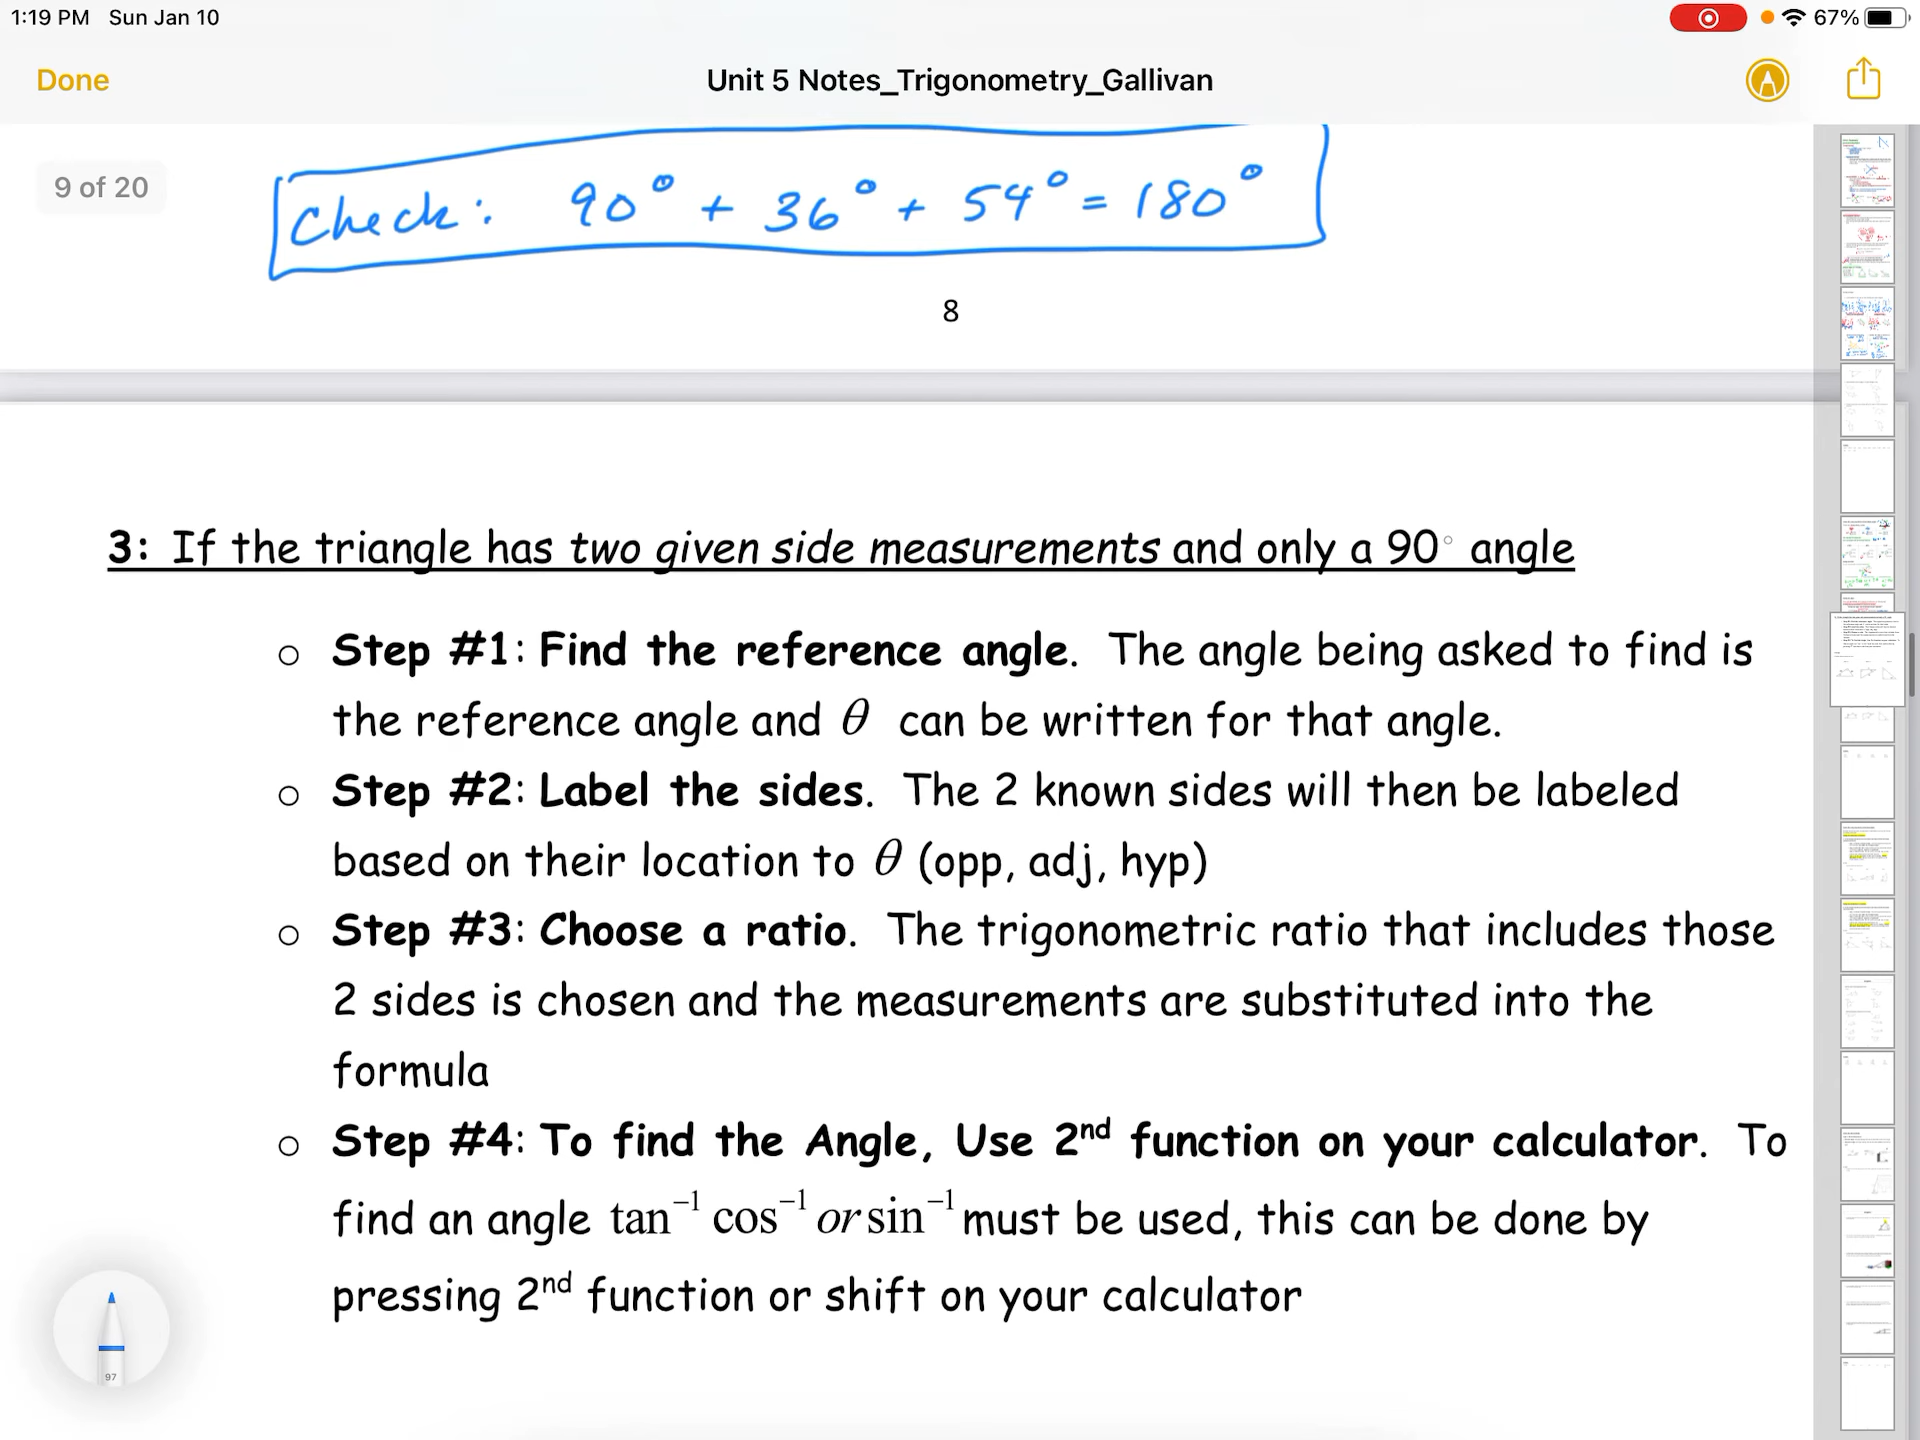 1:19 PM Sun Jan 10
67%
Done
Unit 5 Notes_Trigonometry_Gallivan
9 of 20
Check: 90° + 36° + 54° = 180°
8
3: If the triangle has two given side measurements and only a 90° angle
○ Step #1: Find the reference angle. The angle being asked to find is
the reference angle and θ can be written for that angle.
○ Step #2: Label the sides. The 2 known sides will then be labeled
based on their location to θ (opp, adj, hyp)
○ Step #3: Choose a ratio. The trigonometric ratio that includes those
2 sides is chosen and the measurements are substituted into the
formula
○ Step #4: To find the Angle, Use 2nd function on your calculator. To
find an angle tan⁻¹ cos⁻¹ or sin⁻¹ must be used, this can be done by
pressing 2nd function or shift on your calculator
97